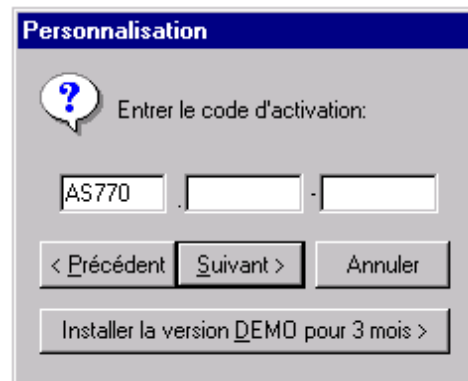 Personnalisation
?
Entrer le code d'activation:
AS770 . -
< Précédent Suivant > Annuler
Installer la version DEMO pour 3 mois >